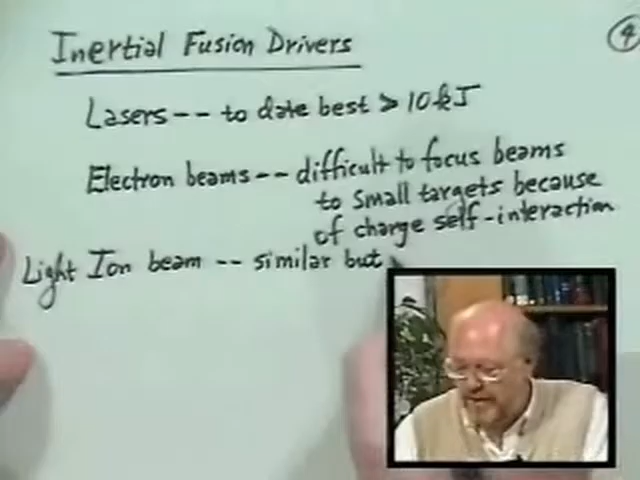 Inertial Fusion Drivers
4
Lasers -- to date best > 10 kJ
Electron beams -- difficult to focus beams
to small targets because
of charge self-interaction
Light Ion beam -- similar but